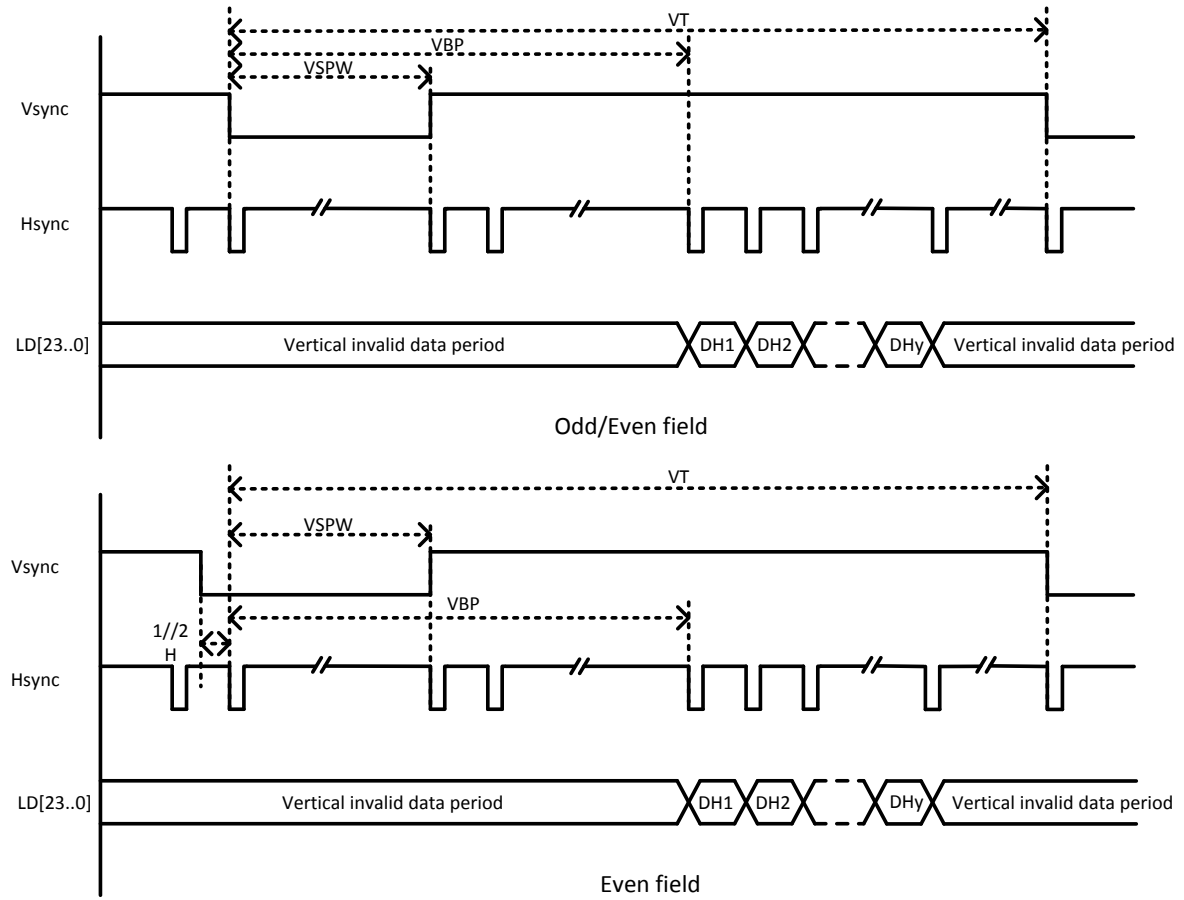 VT
VBP
VSPW
Vsync
Hsync
LD[23..0] Vertical invalid data period DH1 DH2 DHy Vertical invalid data period
Odd/Even field
VT
VSPW
Vsync
VBP
1//2
H
Hsync
LD[23..0] Vertical invalid data period DH1 DH2 DHy Vertical invalid data period
Even field